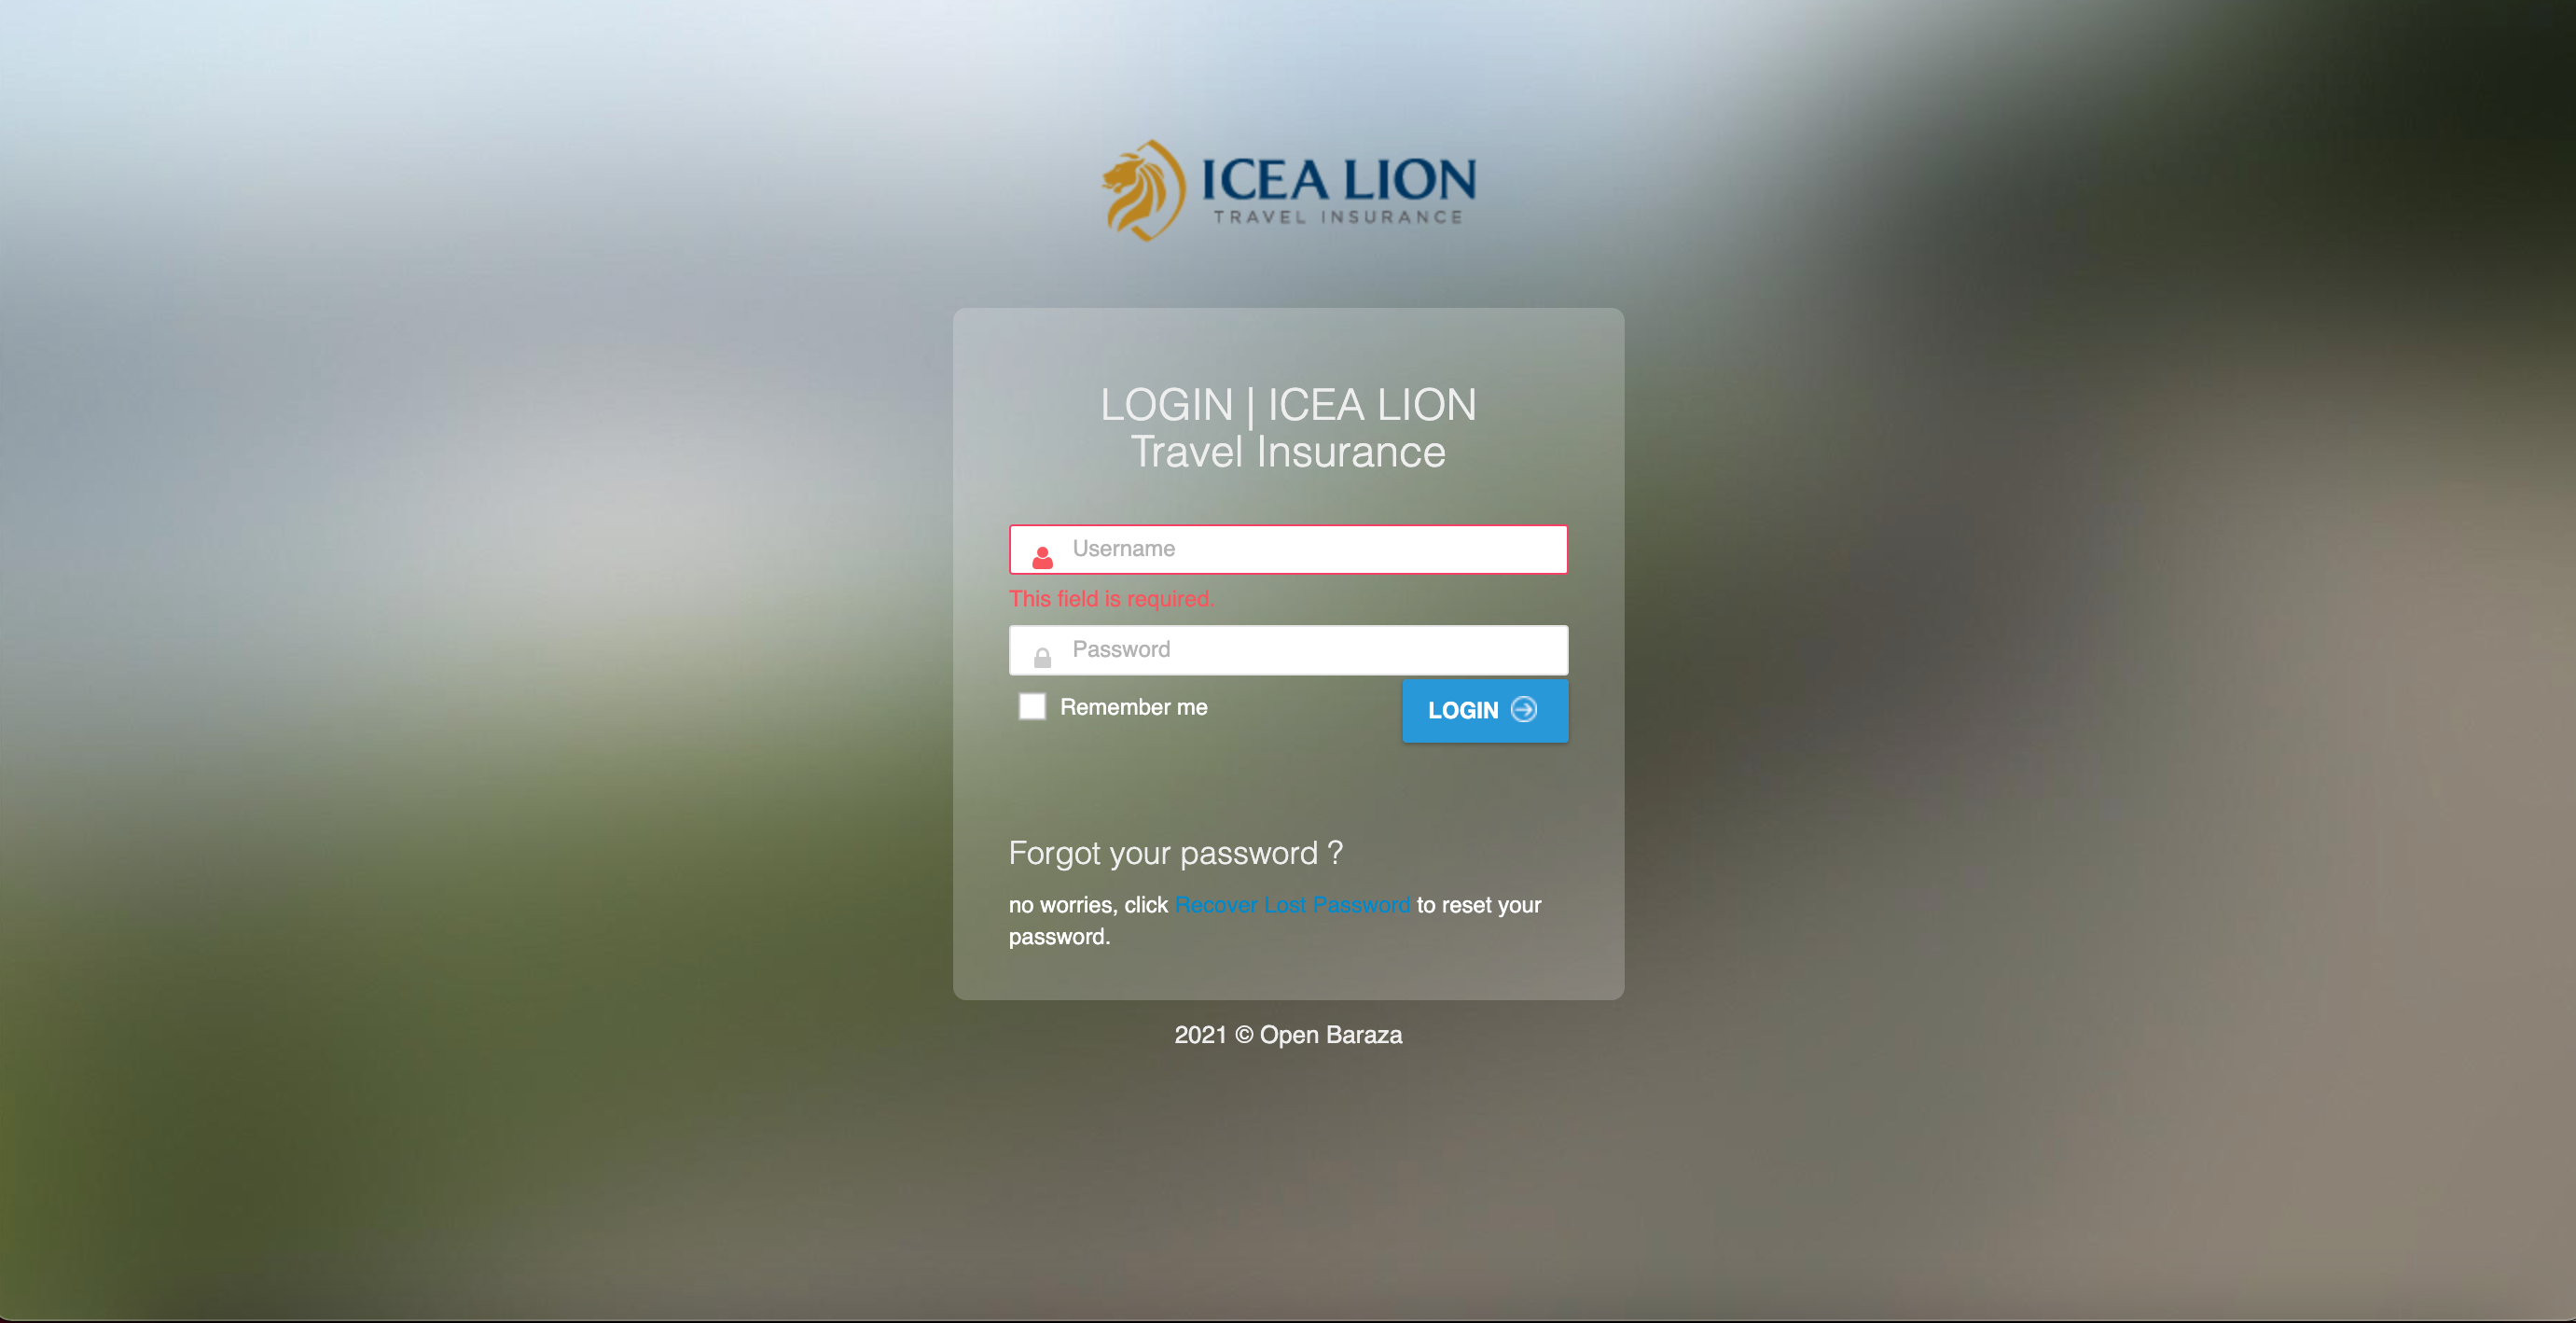 ICEA LION
TRAVEL INSURANCE
LOGIN | ICEA LION
Travel Insurance
Username
This field is required.
Password
Remember me
LOGIN
Forgot your password ?
no worries, click Recover Lost Password to reset your
password.
2021 © Open Baraza